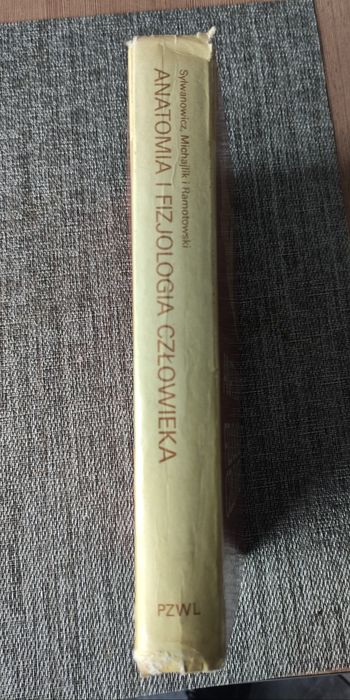 Sylwanowicz, Michajlik i Ramotowski
ANATOMIA I FIZJOLOGIA CZŁOWIEKA
PZWL